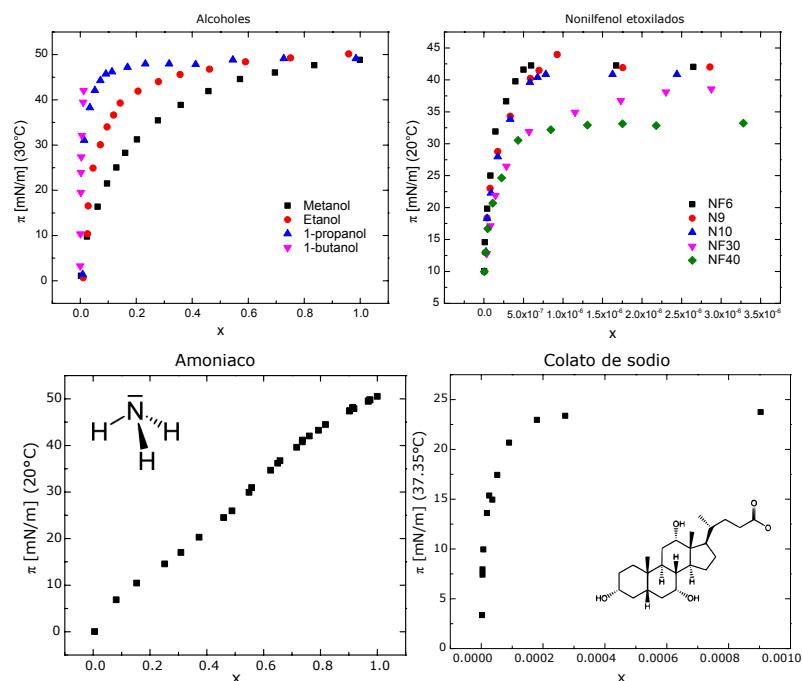 Alcoholes
π [mN/m] (30°C)
50
40
30
20
10
0
Metanol
Etanol
1-propanol
1-butanol
0.0 0.2 0.4 0.6 0.8 1.0
x
Nonilfenol etoxilados
π [mN/m] (20°C)
45
40
35
30
25
20
15
10
5
NF6
N9
N10
NF30
NF40
0.0 5.0x10⁻⁷ 1.0x10⁻⁶ 1.5x10⁻⁶ 2.0x10⁻⁶ 2.5x10⁻⁶ 3.0x10⁻⁶ 3.5x10⁻⁶
x
Amoniaco
π [mN/m] (20°C)
50
40
30
20
10
0
N
H H
H
0.0 0.2 0.4 0.6 0.8 1.0
x
Colato de sodio
π [mN/m] (37.35°C)
25
20
15
10
5
0
O
OH
O
H
H H
HO OH
H
0.0000 0.0002 0.0004 0.0006 0.0008 0.0010
x